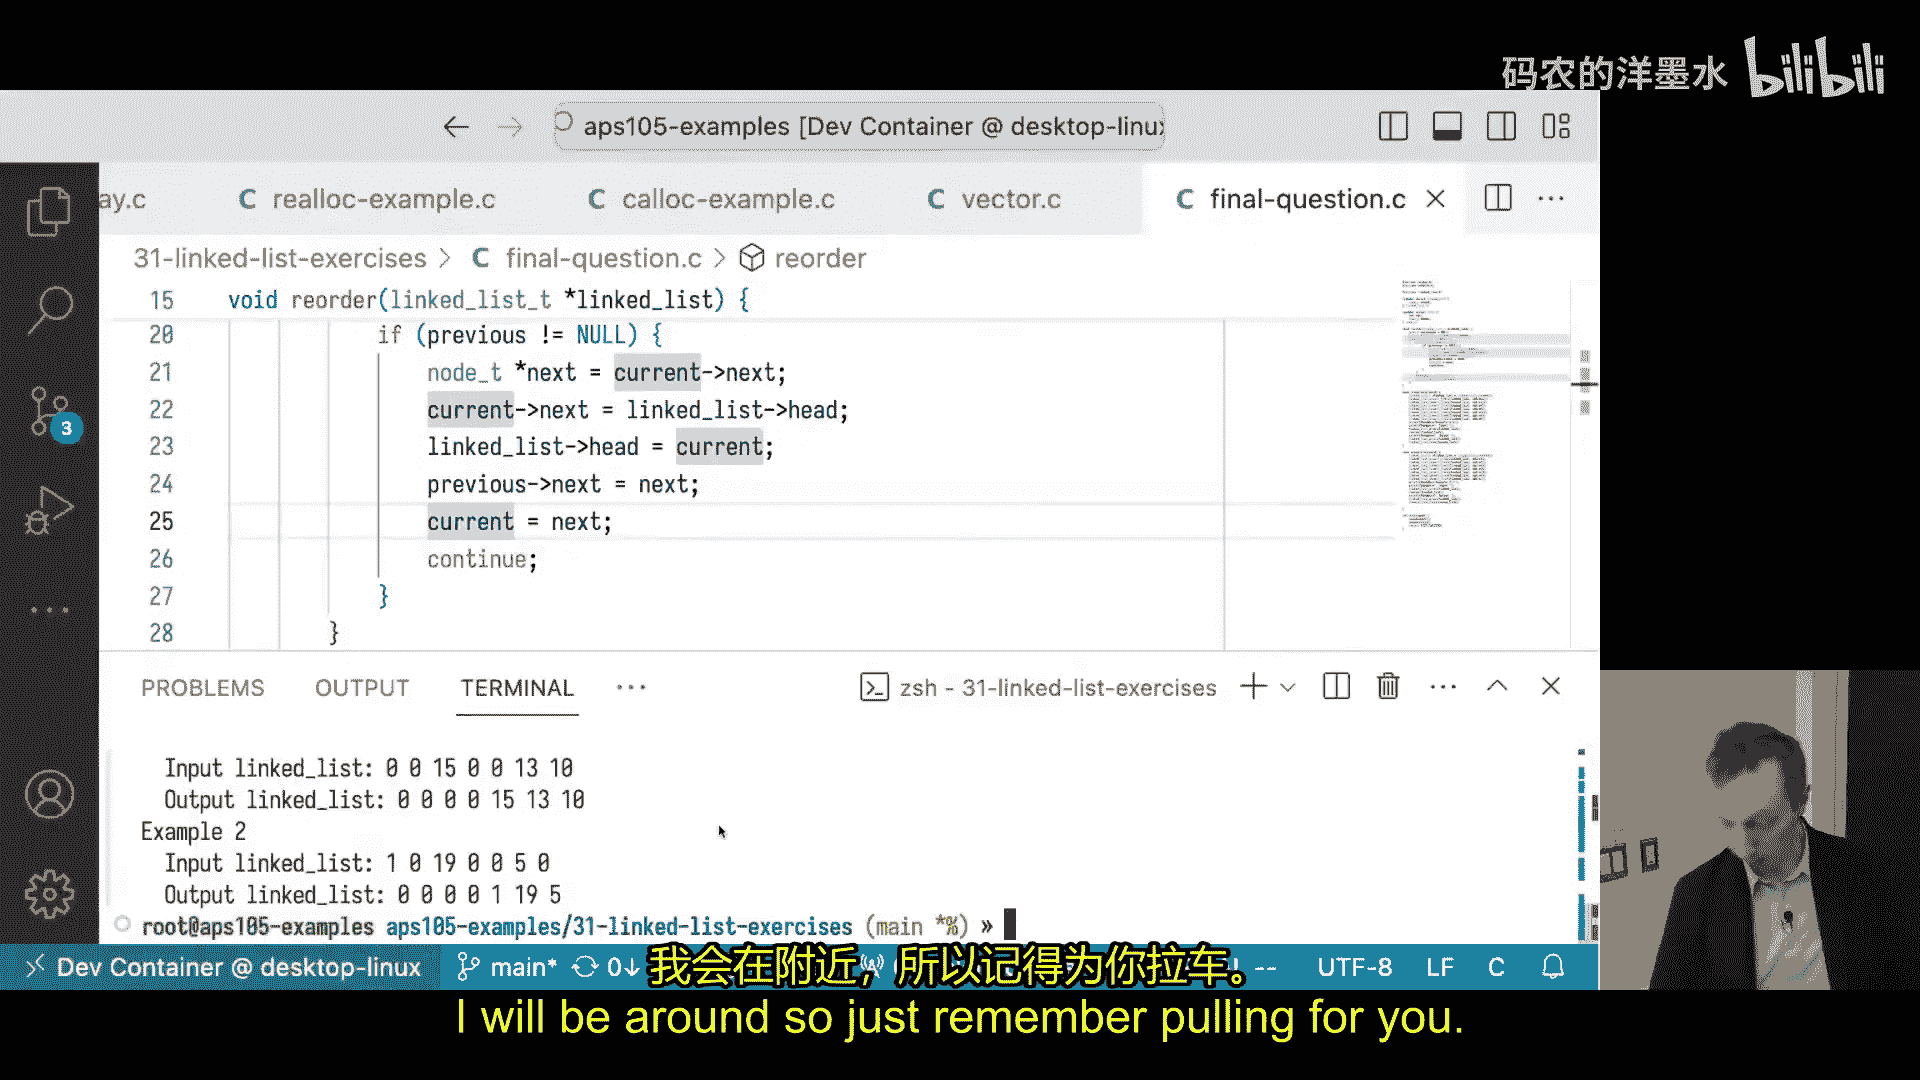 码农的洋墨水 bilibili
aps105-examples [Dev Container @ desktop-linux
ay.c
C realloc-example.c
C calloc-example.c
C vector.c
C final-question.c
31-linked-list-exercises > C final-question.c > reorder
15 void reorder(linked_list_t *linked_list) {
20 if (previous != NULL) {
21 node_t *next = current->next;
22 current->next = linked_list->head;
23 linked_list->head = current;
24 previous->next = next;
25 current = next;
26 continue;
27 }
28 }
3
PROBLEMS OUTPUT TERMINAL ...
zsh - 31-linked-list-exercises
Input linked_list: 0 0 15 0 0 13 10
Output linked_list: 0 0 0 0 15 13 10
Example 2
Input linked_list: 1 0 19 0 0 5 0
Output linked_list: 0 0 0 0 1 19 5
root@aps105-examples aps105-examples/31-linked-list-exercises (main *%) »
Dev Container @ desktop-linux main* 0↓ -- UTF-8 LF C
我会在附近，所以记得为你拉车。
I will be around so just remember pulling for you.